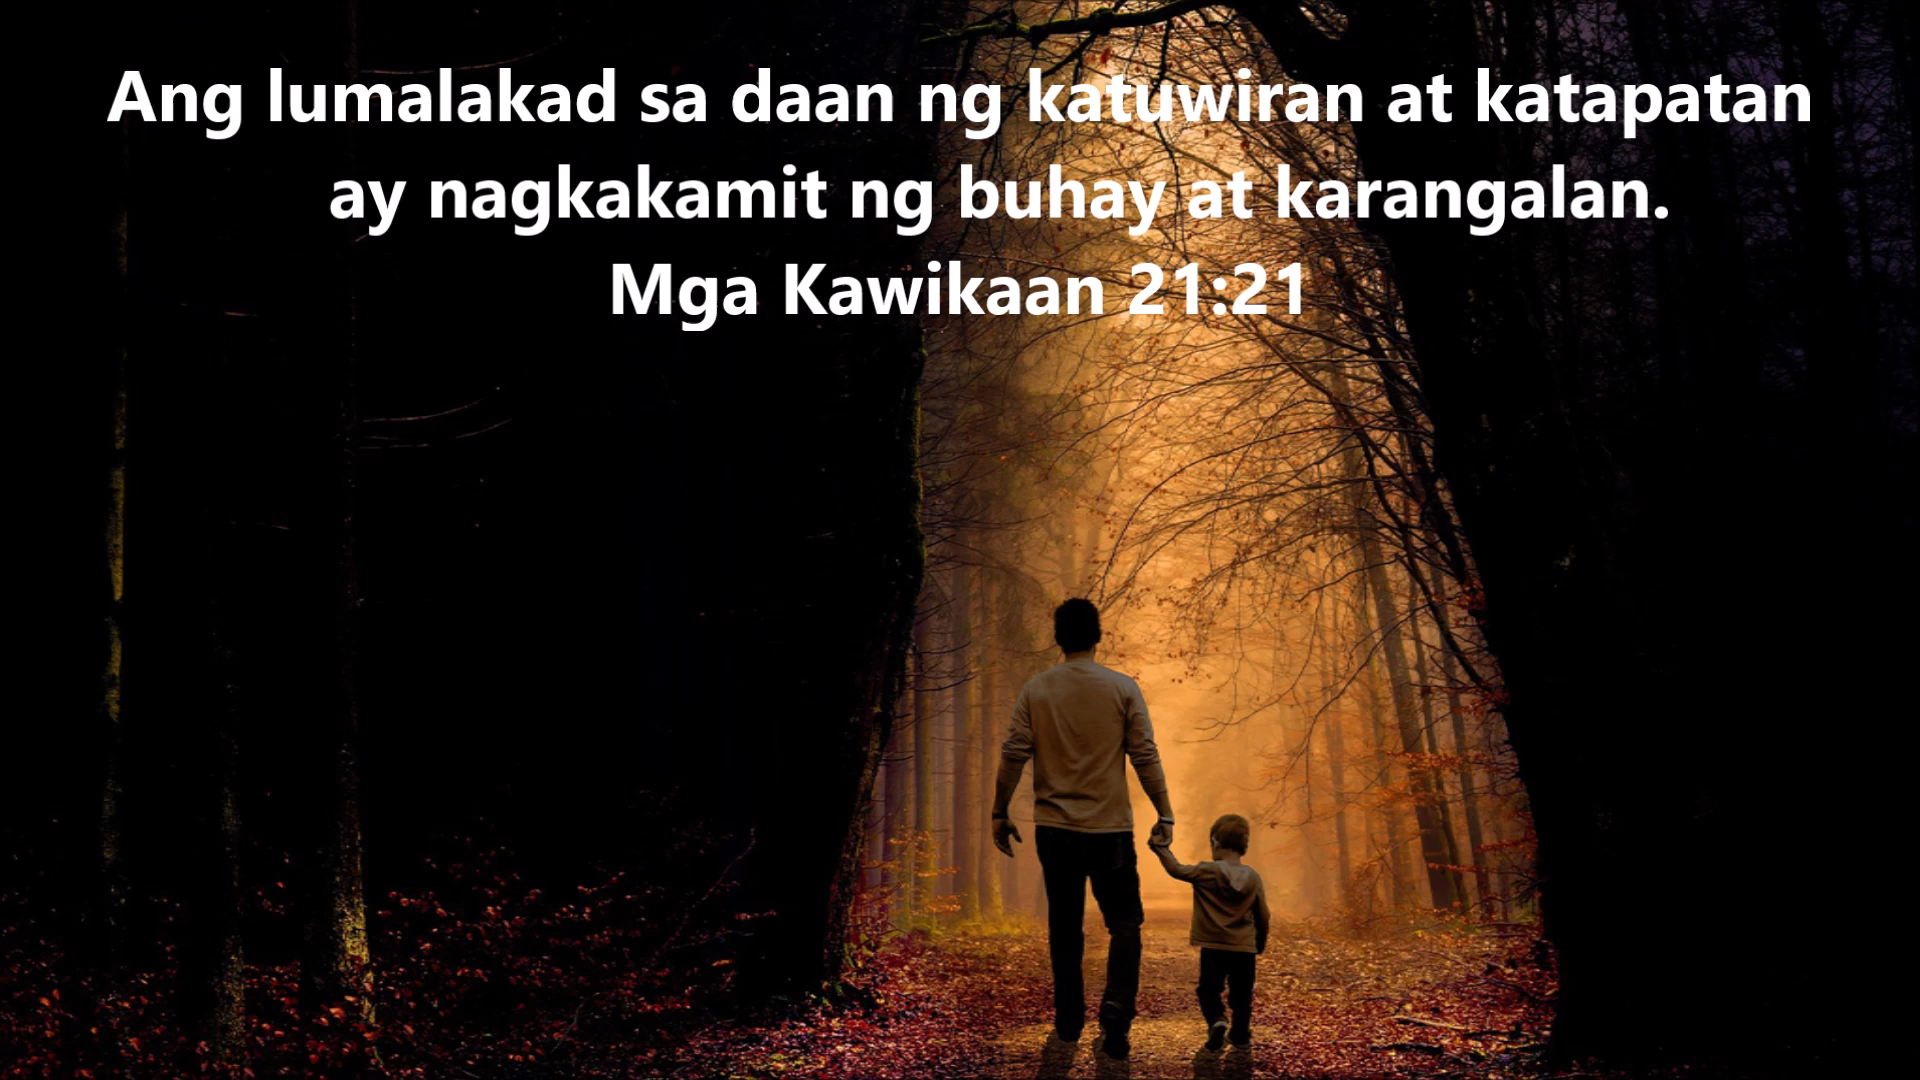 Ang lumalakad sa daan ng katuwiran at katapatan
ay nagkakamit ng buhay at karangalan.
Mga Kawikaan 21:21